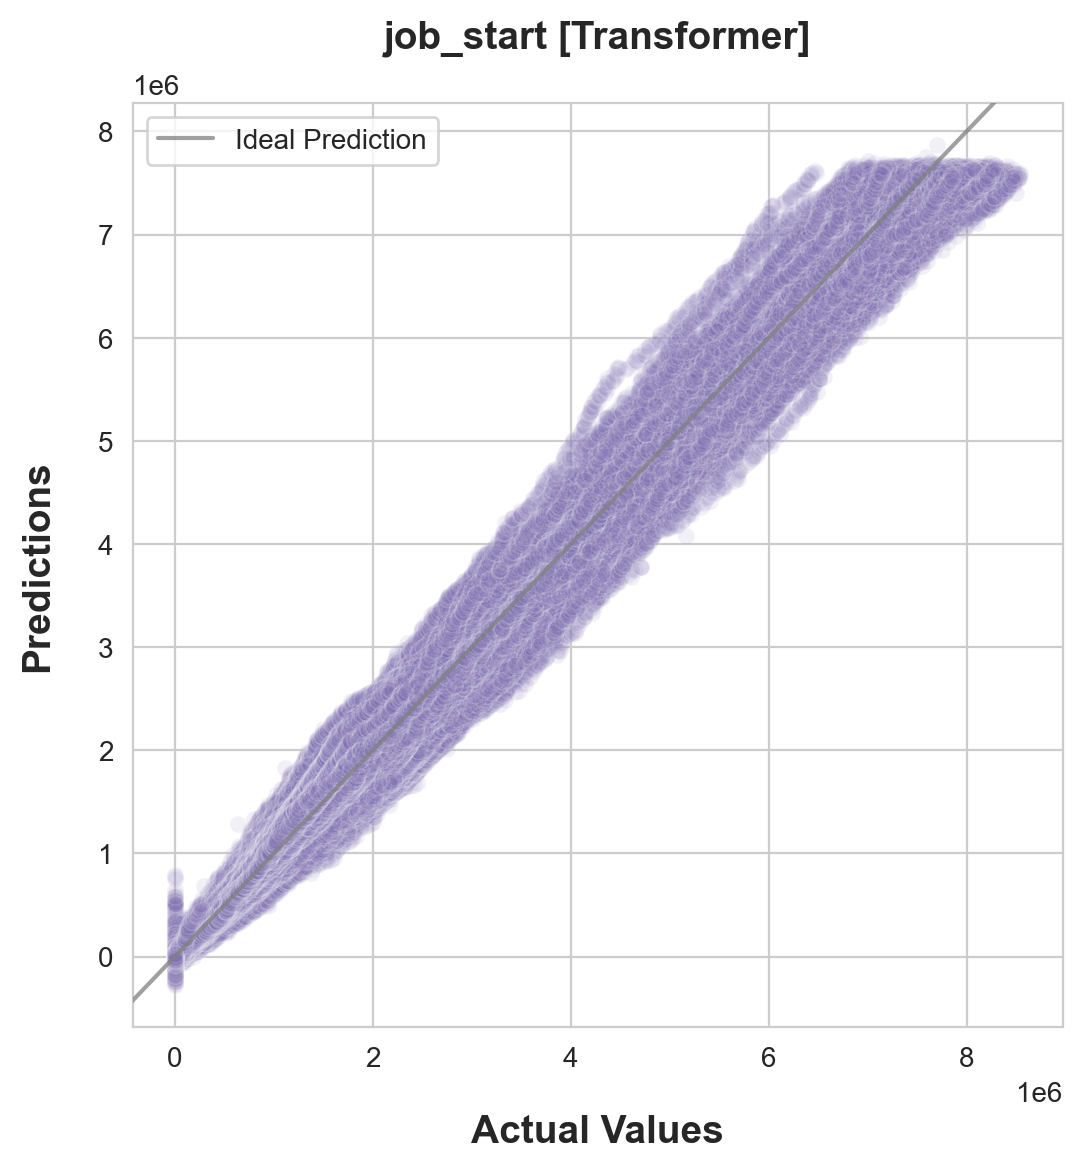 job_start [Transformer]
1e6
Ideal Prediction
8
7
6
5
4
3
2
1
0
Predictions
0 2 4 6 8
1e6
Actual Values